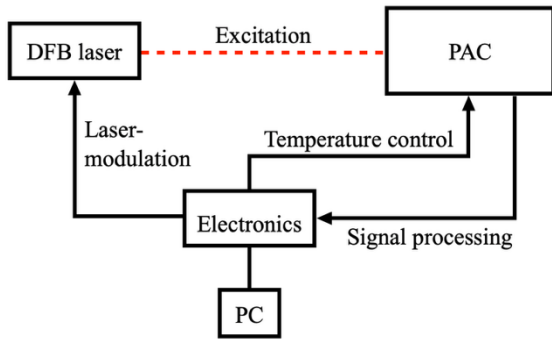 Excitation
DFB laser
PAC
Laser-
modulation
Temperature control
Electronics
Signal processing
PC